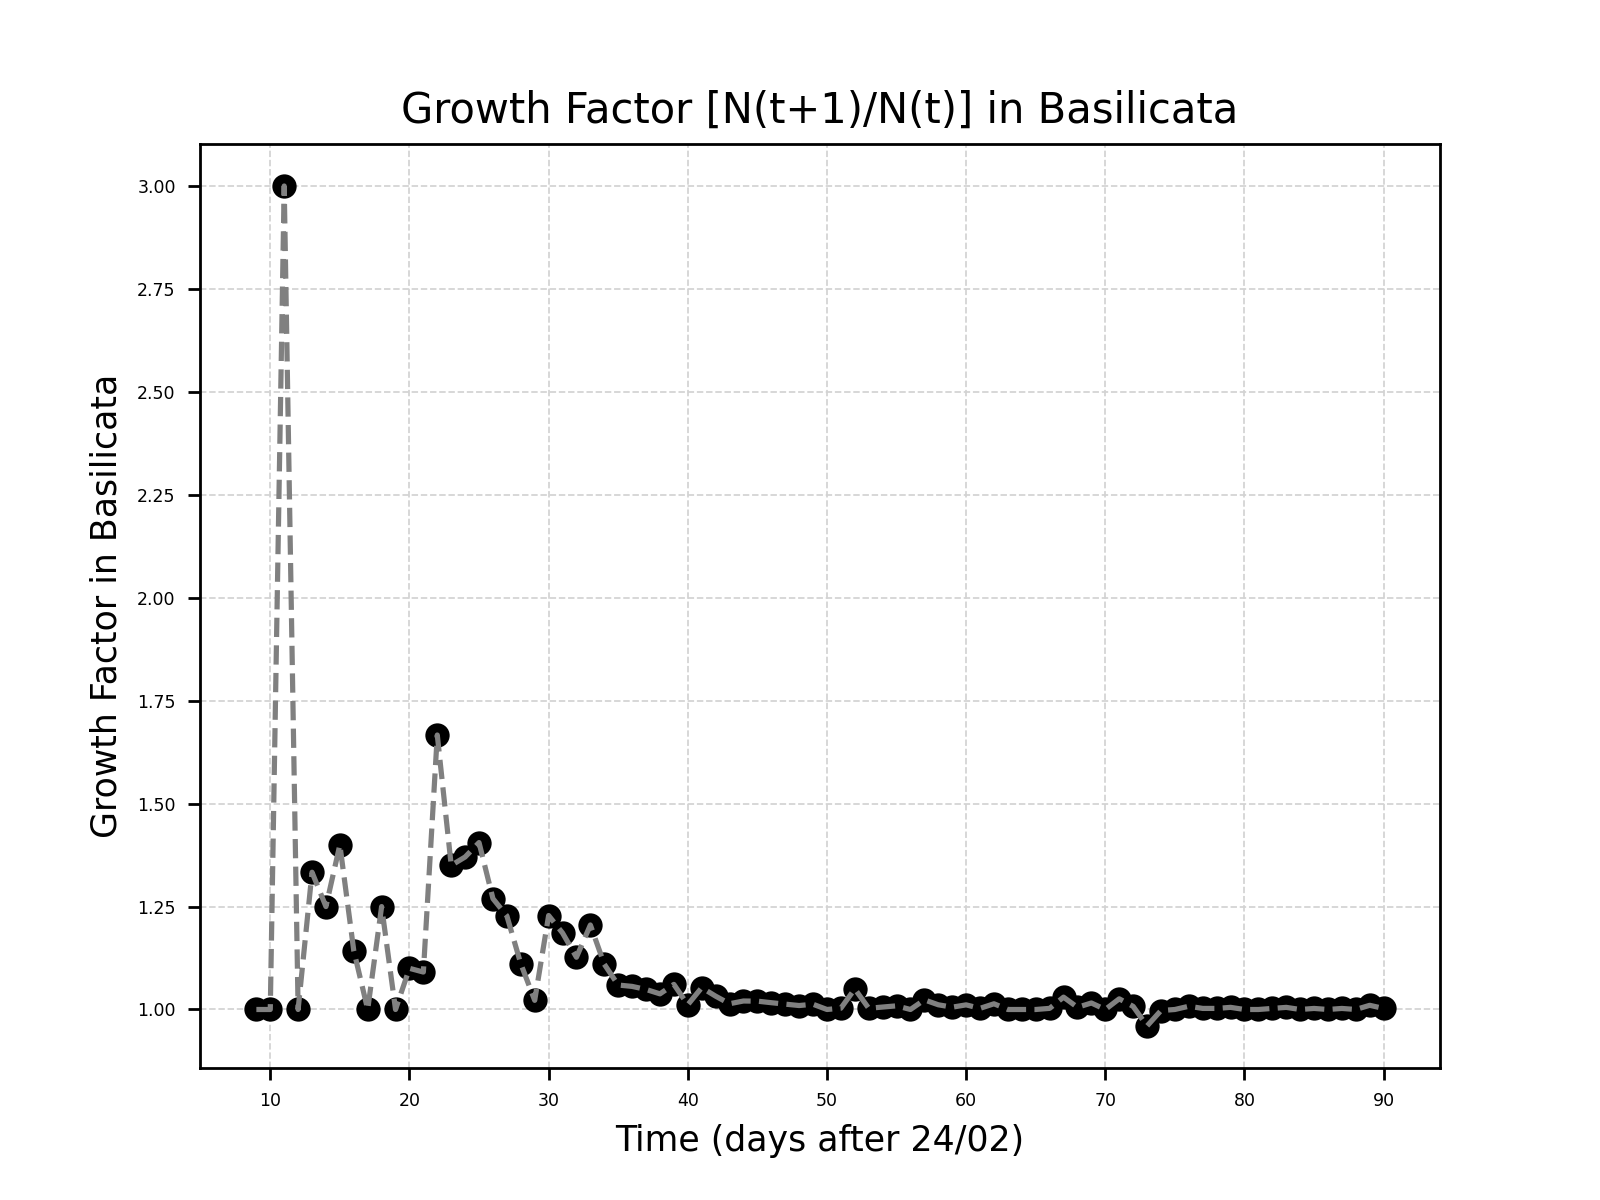 Growth Factor [N(t+1)/N(t)] in Basilicata
Growth Factor in Basilicata
3.00
2.75
2.50
2.25
2.00
1.75
1.50
1.25
1.00
10 20 30 40 50 60 70 80 90
Time (days after 24/02)